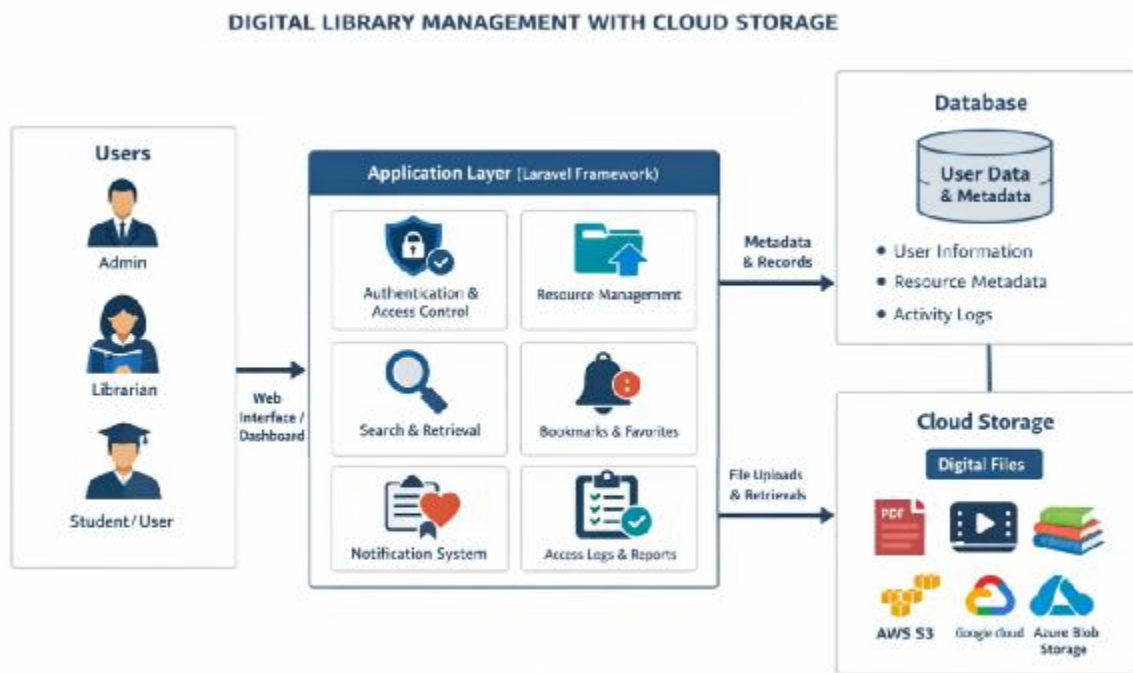 DIGITAL LIBRARY MANAGEMENT WITH CLOUD STORAGE
Users
Admin
Librarian
Student/User
Web
Interface /
Dashboard
Application Layer (Laravel Framework)
Authentication &
Access Control
Resource Management
Search & Retrieval
Bookmarks & Favorites
Notification System
Access Logs & Reports
Metadata
& Records
File Uploads
& Retrievals
Database
User Data
& Metadata
• User Information
• Resource Metadata
• Activity Logs
Cloud Storage
Digital Files
PDF
AWS S3
Google cloud
Azure Blob
Storage